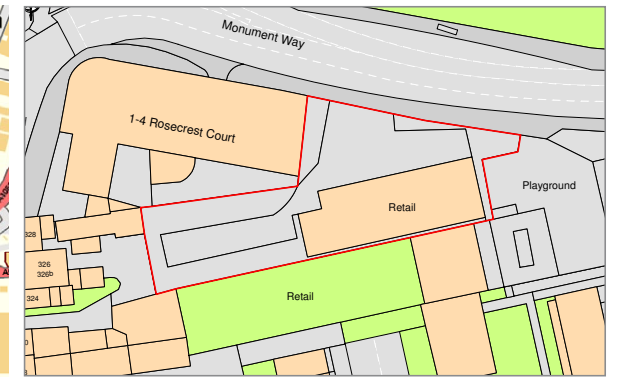 Monument Way
1-4 Rosecrest Court
Playground
Retail
328
326
326b
324
Retail